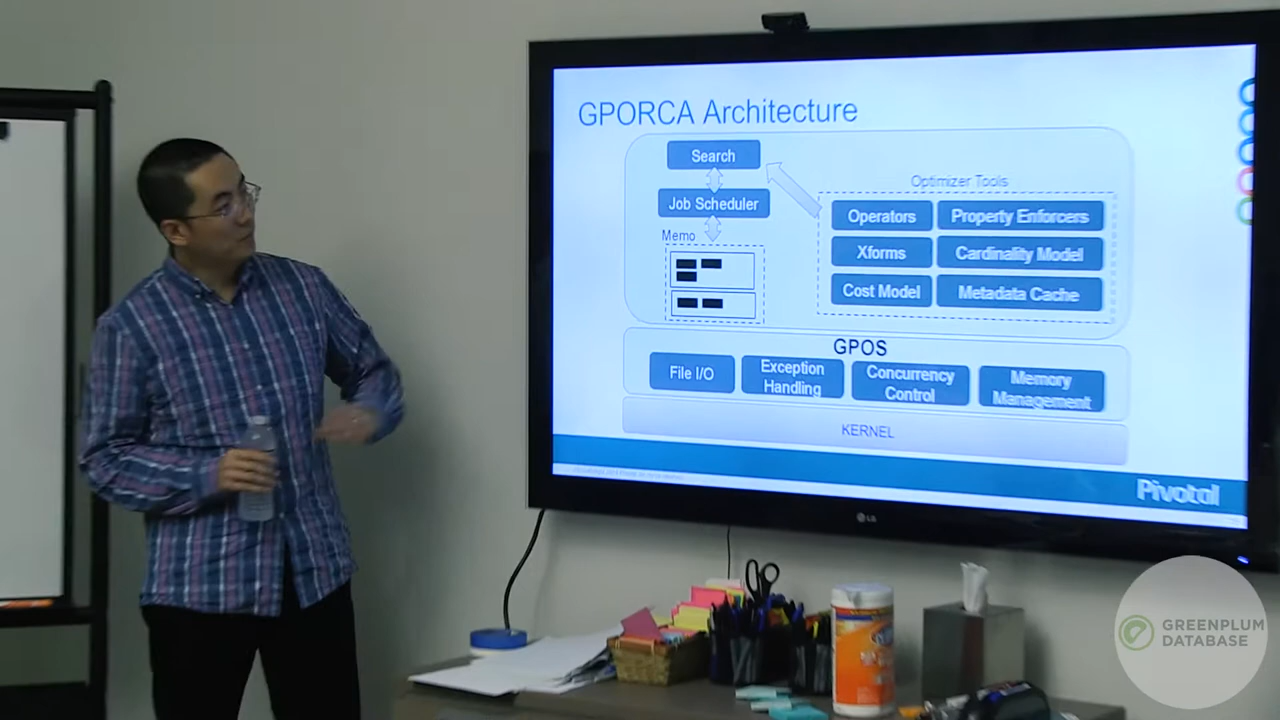 GPORCA Architecture
Search
Optimizer Tools
Job Scheduler
Operators
Property Enforcers
Memo
Xforms
Cardinality Model
Cost Model
Metadata Cache
GPOS
File I/O
Exception
Handling
Concurrency
Control
Memory
Management
KERNEL
Pivotal
LG
GREENPLUM
DATABASE